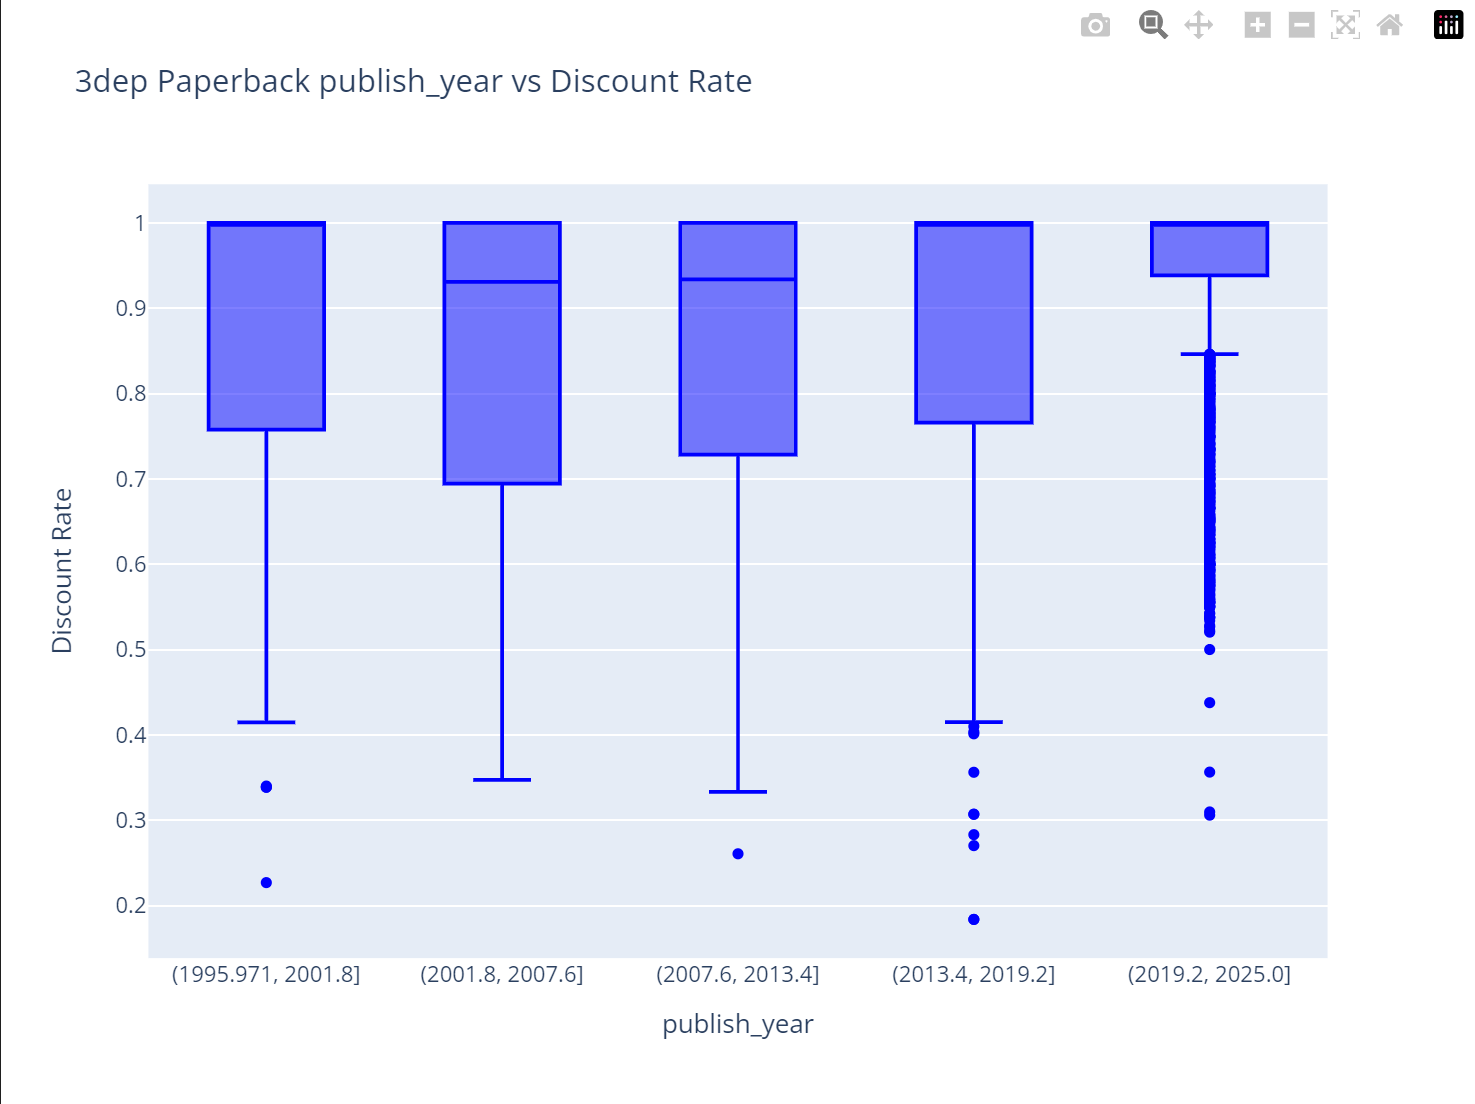 3dep Paperback publish_year vs Discount Rate
1
0.9
0.8
0.7
0.6
0.5
0.4
0.3
0.2
Discount Rate
(1995.971, 2001.8] (2001.8, 2007.6] (2007.6, 2013.4] (2013.4, 2019.2] (2019.2, 2025.0]
publish_year